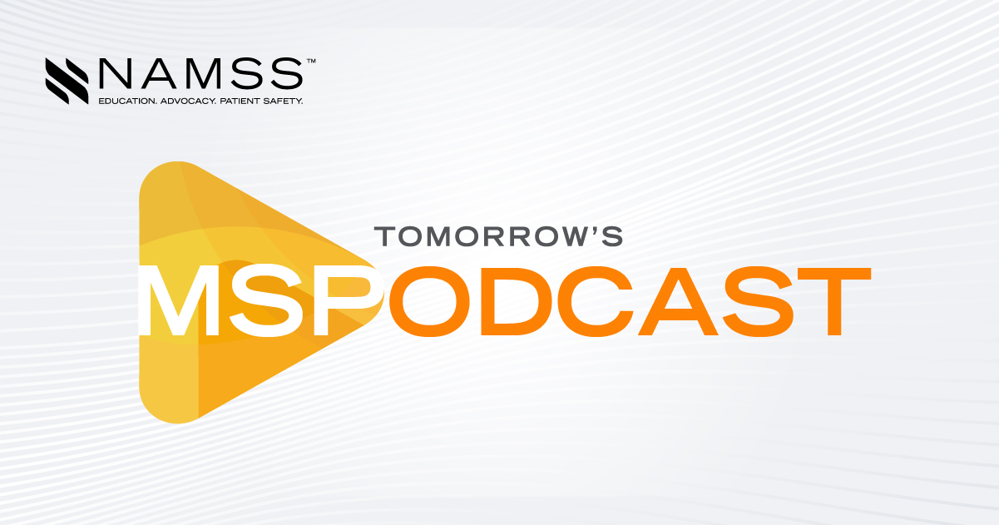 NAMSS™
EDUCATION. ADVOCACY. PATIENT SAFETY.
TOMORROW'S
MSPODCAST